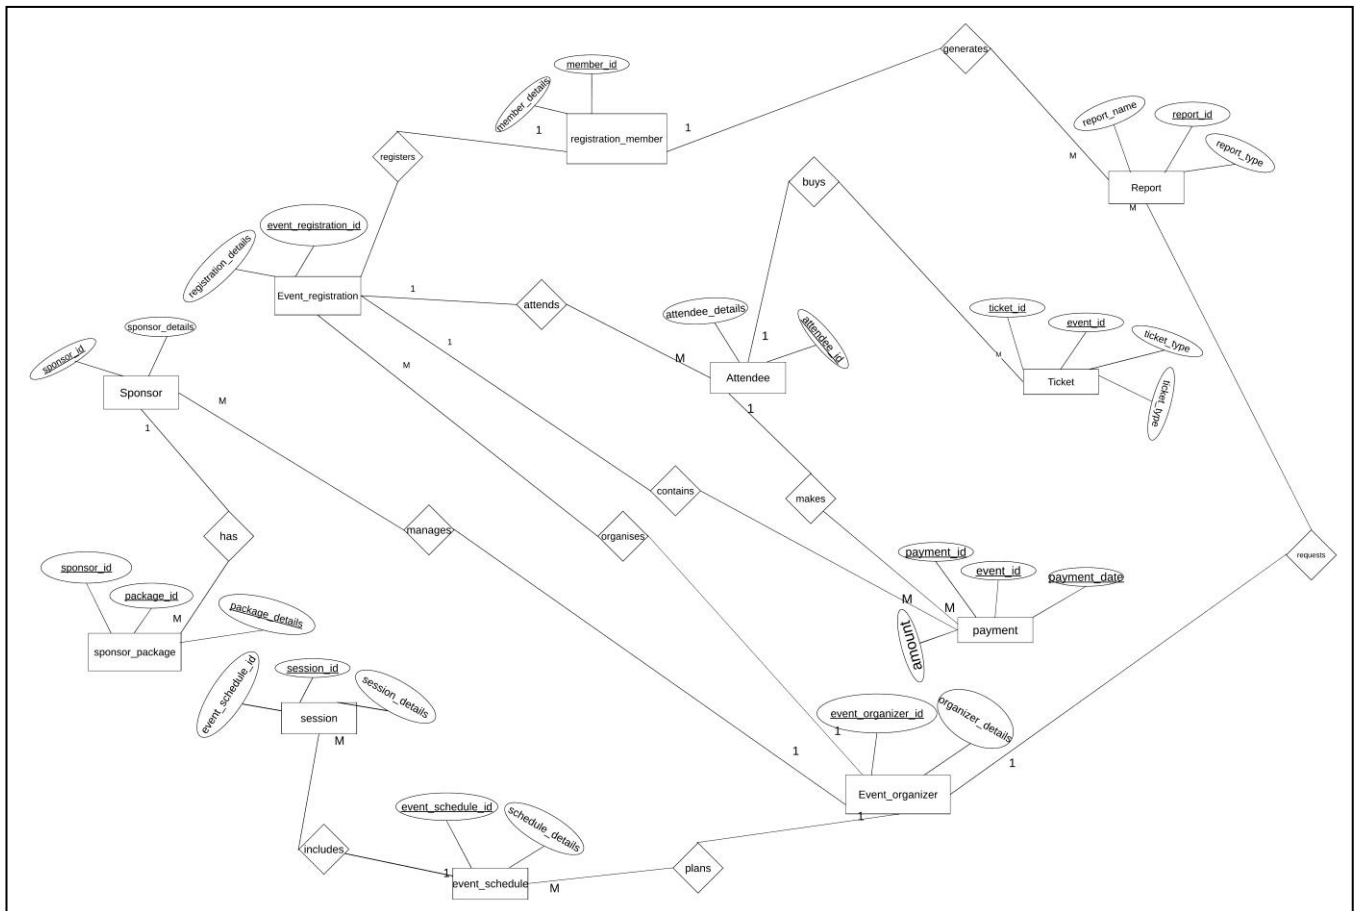 generates
member_id
member_details
registration_member
1
1
registers
M
report_name
report_id
report_type
Report
M
buys
event_registration_id
registration_details
Event_registration
1
attends
attendee_details
attendee_id
1
M
Attendee
1
ticket_id
event_id
ticket_type
ticket_type
M
Ticket
sponsor_details
sponsor_id
Sponsor
1
M
1
M
contains
makes
manages
organises
has
requests
sponsor_id
package_id
package_details
M
sponsor_package
payment_id
event_id
payment_date
amount
M
M
payment
event_schedule_id
session_id
session_details
session
M
event_organizer_id
organizer_details
1
1
1
Event_organizer
1
event_schedule_id
schedule_details
includes
1
event_schedule
M
plans